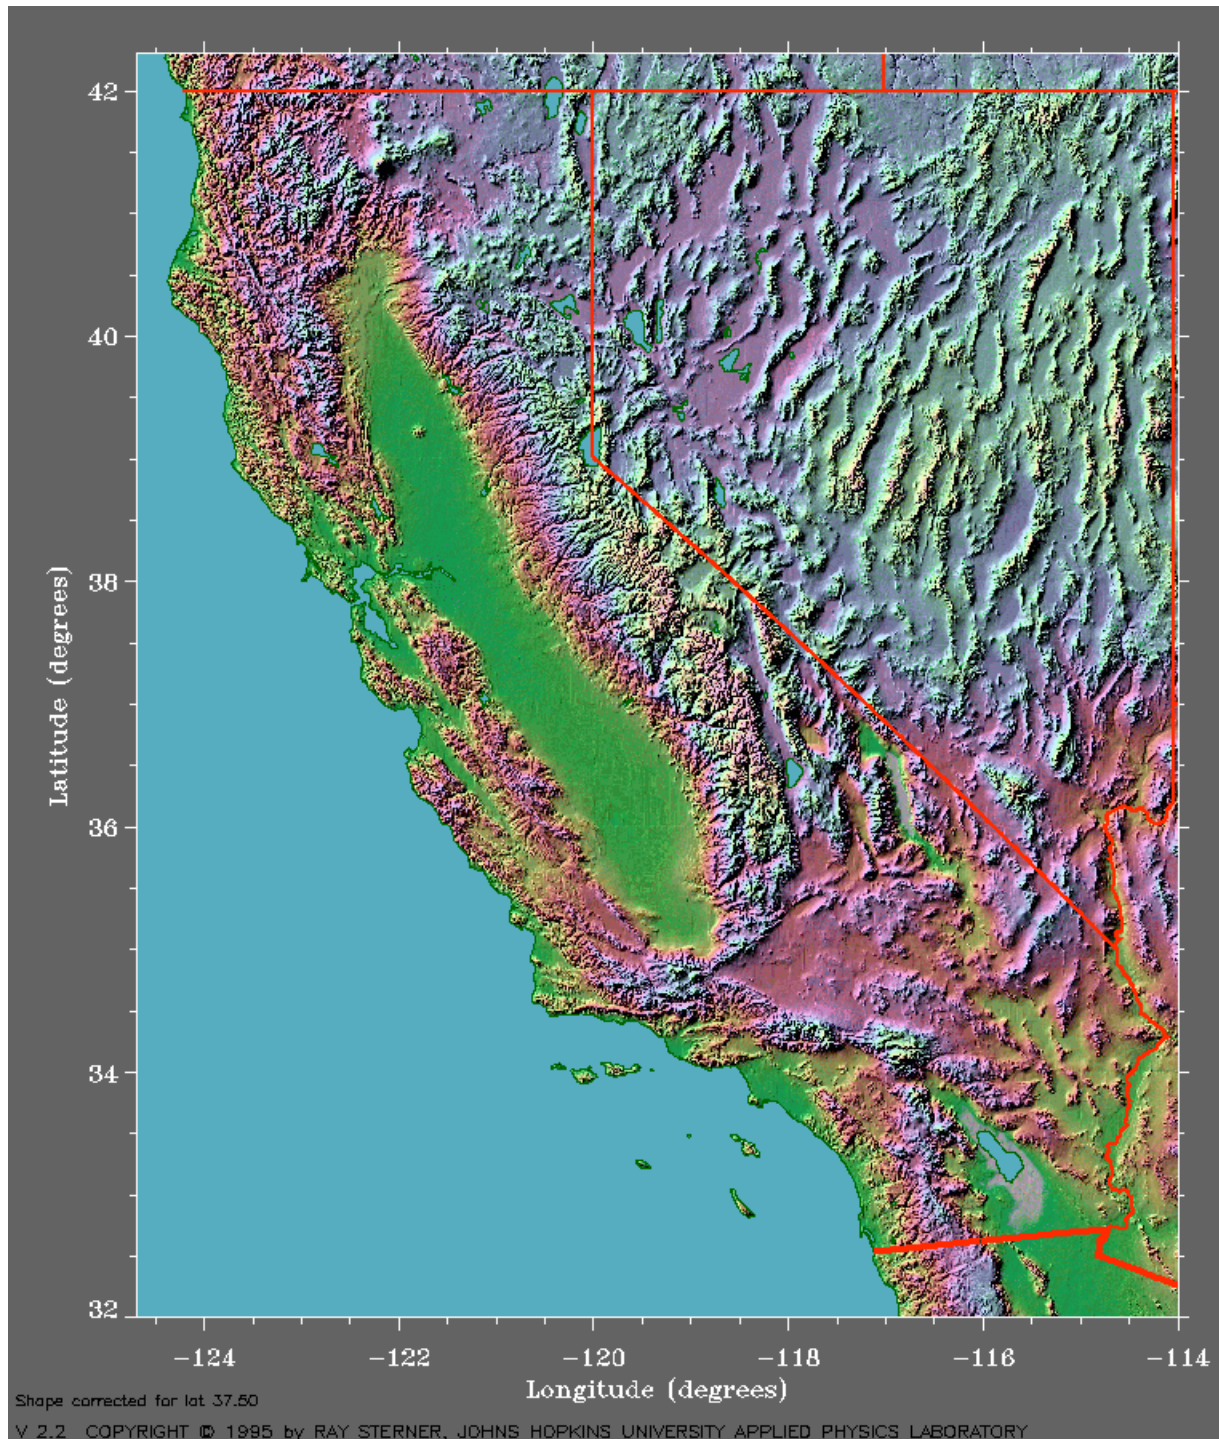 42
40
38
36
34
32
Latitude (degrees)
-124 -122 -120 -118 -116 -114
Longitude (degrees)
Shape corrected for lat 37.50
V 2.2 COPYRIGHT © 1995 by RAY STERNER, JOHNS HOPKINS UNIVERSITY APPLIED PHYSICS LABORATORY